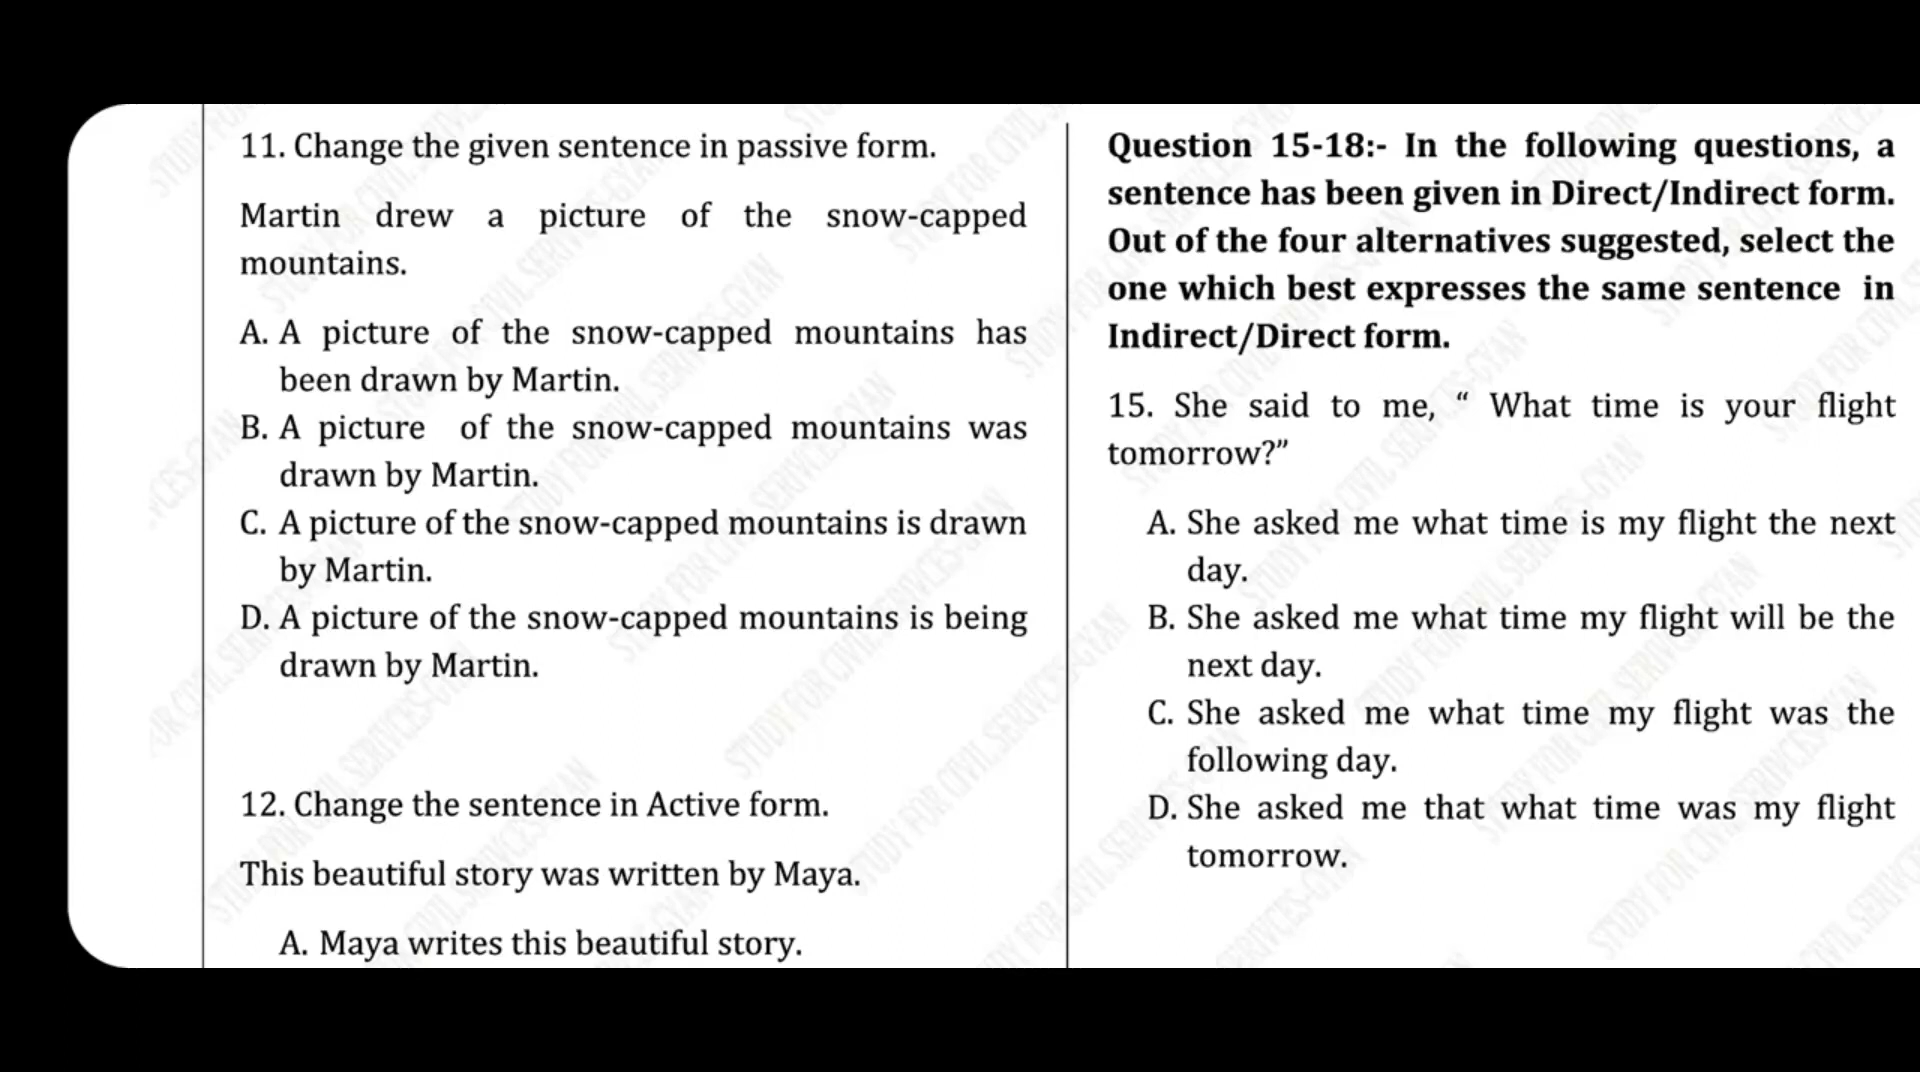 11. Change the given sentence in passive form.
Martin drew a picture of the snow-capped
mountains.
A. A picture of the snow-capped mountains has
been drawn by Martin.
B. A picture of the snow-capped mountains was
drawn by Martin.
C. A picture of the snow-capped mountains is drawn
by Martin.
D. A picture of the snow-capped mountains is being
drawn by Martin.
12. Change the sentence in Active form.
This beautiful story was written by Maya.
A. Maya writes this beautiful story.
Question 15-18:- In the following questions, a
sentence has been given in Direct/Indirect form.
Out of the four alternatives suggested, select the
one which best expresses the same sentence in
Indirect/Direct form.
15. She said to me, “ What time is your flight
tomorrow?”
A. She asked me what time is my flight the next
day.
B. She asked me what time my flight will be the
next day.
C. She asked me what time my flight was the
following day.
D. She asked me that what time was my flight
tomorrow.
STUDY FOR CIVIL SERIVCES-GYAN